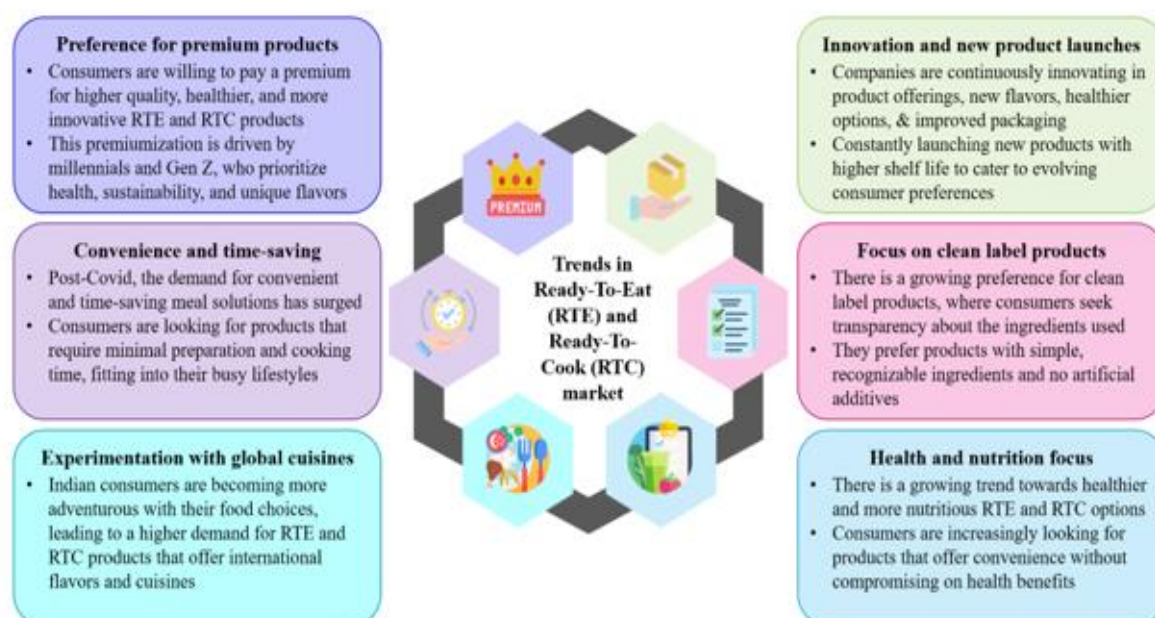 Preference for premium products
• Consumers are willing to pay a premium
for higher quality, healthier, and more
innovative RTE and RTC products
• This premiumization is driven by
millennials and Gen Z, who prioritize
health, sustainability, and unique flavors
Convenience and time-saving
• Post-Covid, the demand for convenient
and time-saving meal solutions has surged
• Consumers are looking for products that
require minimal preparation and cooking
time, fitting into their busy lifestyles
Experimentation with global cuisines
• Indian consumers are becoming more
adventurous with their food choices,
leading to a higher demand for RTE and
RTC products that offer international
flavors and cuisines
PREMIUM
Trends in
Ready-To-Eat
(RTE) and
Ready-To-
Cook (RTC)
market
Innovation and new product launches
• Companies are continuously innovating in
product offerings, new flavors, healthier
options, & improved packaging
• Constantly launching new products with
higher shelf life to cater to evolving
consumer preferences
Focus on clean label products
• There is a growing preference for clean
label products, where consumers seek
transparency about the ingredients used
• They prefer products with simple,
recognizable ingredients and no artificial
additives
Health and nutrition focus
• There is a growing trend towards healthier
and more nutritious RTE and RTC options
• Consumers are increasingly looking for
products that offer convenience without
compromising on health benefits